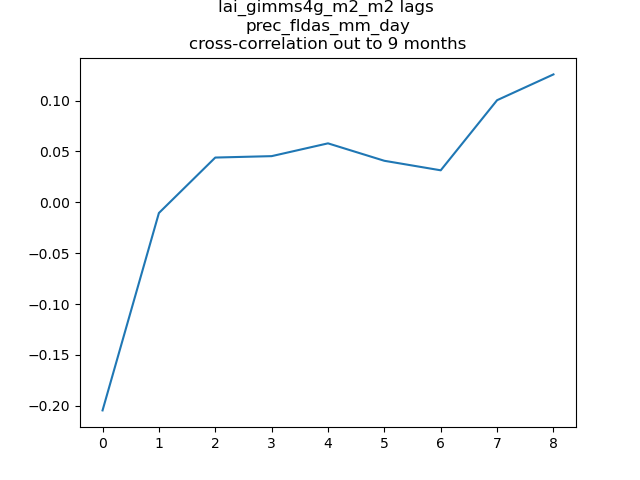 lai_gimms4g_m2_m2 lags
prec_fldas_mm_day
cross-correlation out to 9 months
0.10
0.05
0.00
−0.05
−0.10
−0.15
−0.20
0 1 2 3 4 5 6 7 8